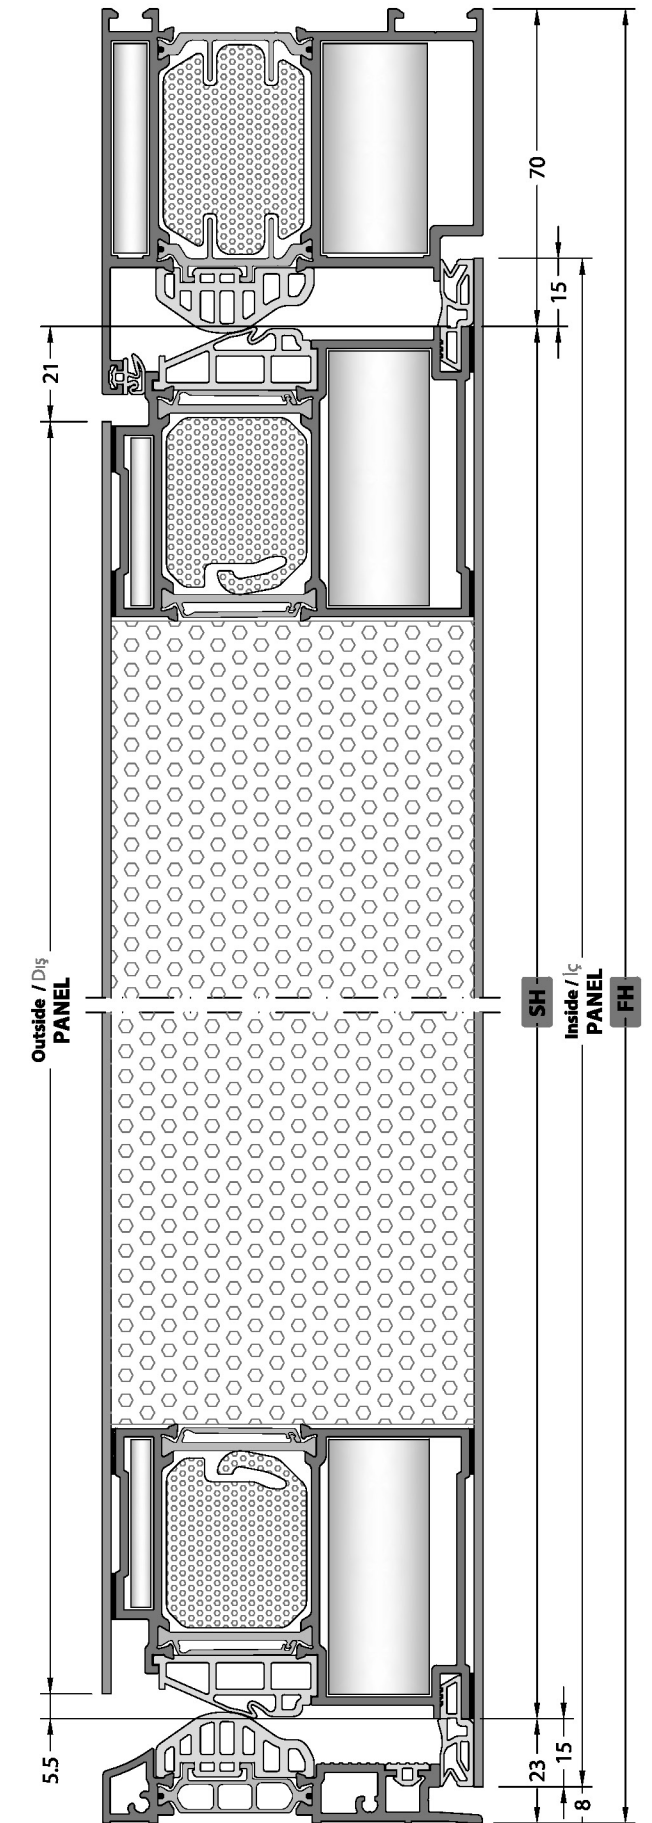 70
15
21
Outside / Dış
PANEL
SH
Inside / İç
PANEL
FH
5.5
23
15
8